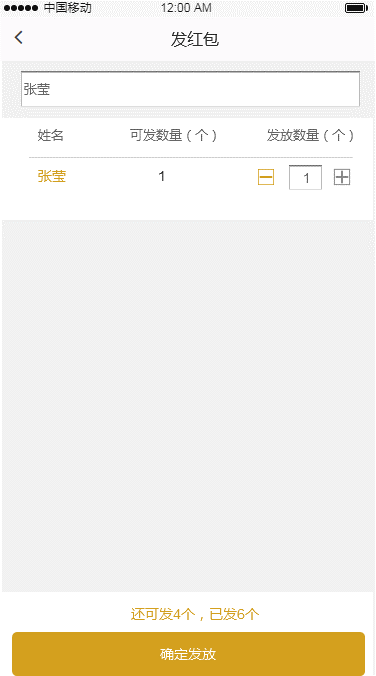 中国移动 12:00 AM
发红包
张莹
姓名 可发数量（个） 发放数量（个）
张莹 1 1
还可发4个，已发6个
确定发放